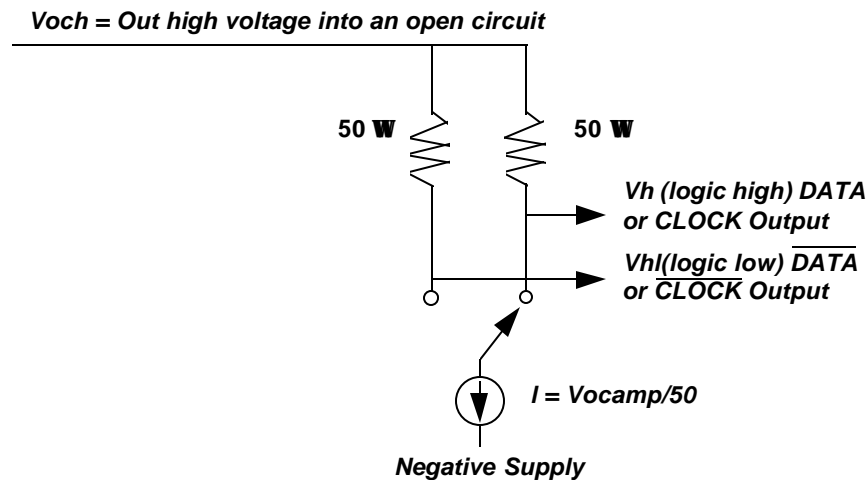 Voch = Out high voltage into an open circuit
50 W
50 W
Vh (logic high) DATA
or CLOCK Output
Vhl(logic low) DATA
or CLOCK Output
I = Vocamp/50
Negative Supply